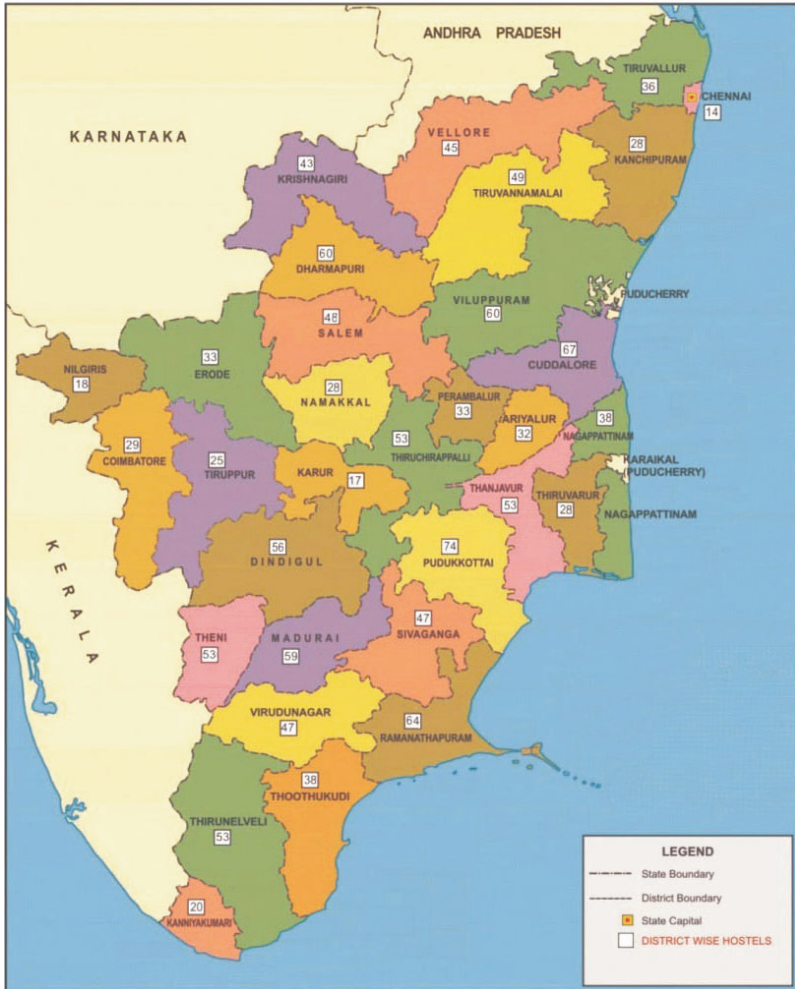 ANDHRA PRADESH
TIRUVALLUR
36
CHENNAI
14
KARNATAKA
VELLORE
45
28
KANCHIPURAM
43
KRISHNAGIRI
49
TIRUVANNAMALAI
60
DHARMAPURI
VILUPPURAM
60
PUDUCHERRY
48
SALEM
33
ERODE
67
CUDDALORE
NILGIRIS
18
28
NAMAKKAL
PERAMBALUR
33
ARIYALUR
32
38
NAGAPPATTINAM
29
COIMBATORE
25
TIRUPPUR
KARUR
17
53
THIRUCHIRAPPALLI
KARAIKAL
(PUDUCHERRY)
THANJAVUR
53
THIRUVARUR
28
NAGAPPATTINAM
56
DINDIGUL
74
PUDUKKOTTAI
KERALA
THENI
53
MADURAI
59
47
SIVAGANGA
VIRUDUNAGAR
47
64
RAMANATHAPURAM
38
THOOTHUKUDI
THIRUNELVELI
53
20
KANNIYAKUMARI
LEGEND
State Boundary
District Boundary
State Capital
DISTRICT WISE HOSTELS